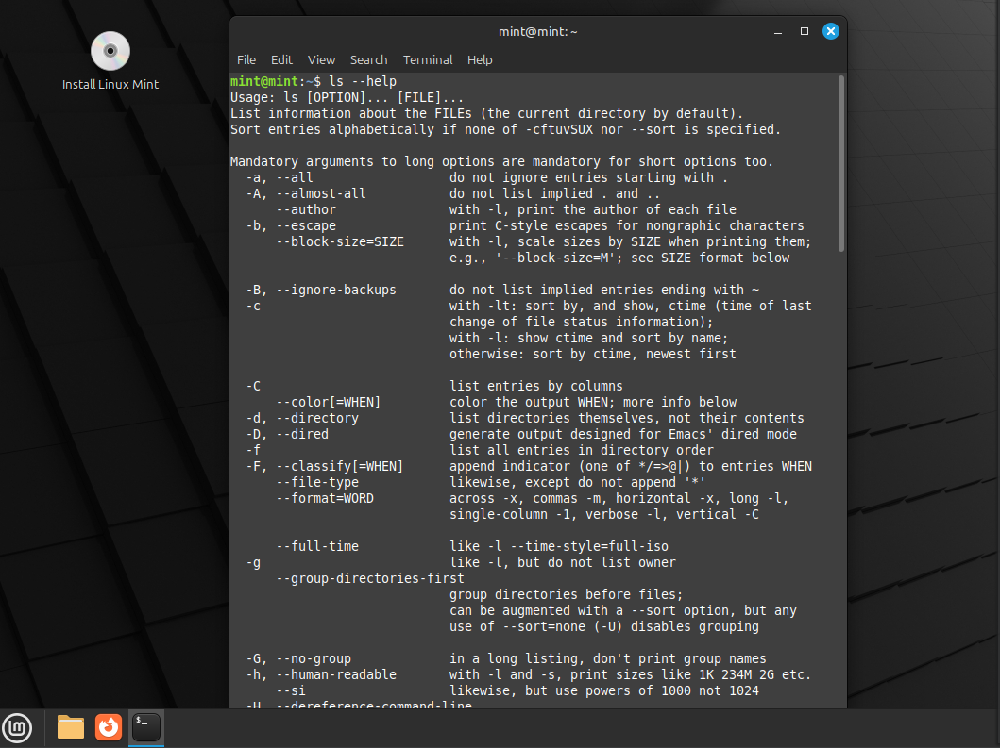 Install Linux Mint
mint@mint: ~
File Edit View Search Terminal Help
mint@mint:~$ ls --help
Usage: ls [OPTION]... [FILE]...
List information about the FILEs (the current directory by default).
Sort entries alphabetically if none of -cftuvSUX nor --sort is specified.

Mandatory arguments to long options are mandatory for short options too.
  -a, --all                  do not ignore entries starting with .
  -A, --almost-all           do not list implied . and ..
      --author               with -l, print the author of each file
  -b, --escape               print C-style escapes for nongraphic characters
      --block-size=SIZE      with -l, scale sizes by SIZE when printing them;
                             e.g., '--block-size=M'; see SIZE format below

  -B, --ignore-backups       do not list implied entries ending with ~
  -c                         with -lt: sort by, and show, ctime (time of last
                             change of file status information);
                             with -l: show ctime and sort by name;
                             otherwise: sort by ctime, newest first

  -C                         list entries by columns
      --color[=WHEN]         color the output WHEN; more info below
  -d, --directory            list directories themselves, not their contents
  -D, --dired                generate output designed for Emacs' dired mode
  -f                         list all entries in directory order
  -F, --classify[=WHEN]      append indicator (one of */=>@|) to entries WHEN
      --file-type            likewise, except do not append '*'
      --format=WORD          across -x, commas -m, horizontal -x, long -l,
                             single-column -1, verbose -l, vertical -C

      --full-time            like -l --time-style=full-iso
  -g                         like -l, but do not list owner
      --group-directories-first
                             group directories before files;
                             can be augmented with a --sort option, but any
                             use of --sort=none (-U) disables grouping

  -G, --no-group             in a long listing, don't print group names
  -h, --human-readable       with -l and -s, print sizes like 1K 234M 2G etc.
      --si                   likewise, but use powers of 1000 not 1024
  -H, --dereference-command-line
$_